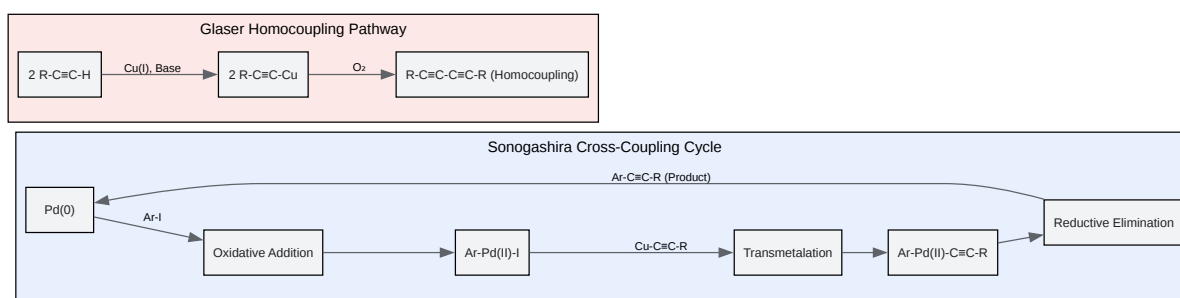 Glaser Homocoupling Pathway
2 R-C≡C-H
Cu(I), Base
2 R-C≡C-Cu
O₂
R-C≡C-C≡C-R (Homocoupling)
Sonogashira Cross-Coupling Cycle
Ar-C≡C-R (Product)
Pd(0)
Ar-I
Oxidative Addition
Ar-Pd(II)-I
Cu-C≡C-R
Transmetalation
Ar-Pd(II)-C≡C-R
Reductive Elimination